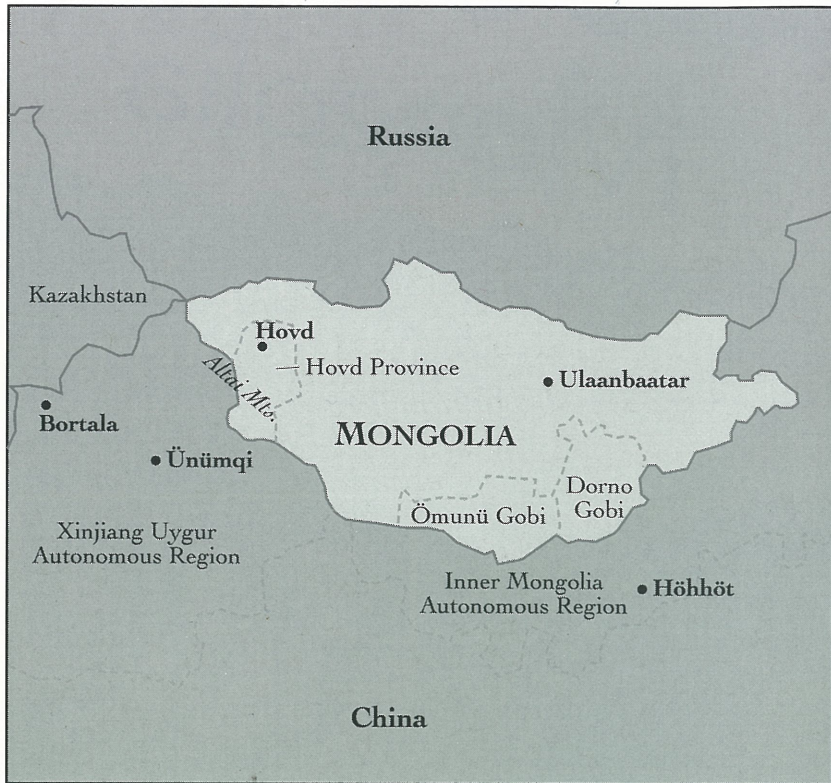 Russia
Kazakhstan
Hovd
Hovd Province
Altai Mts.
Ulaanbaatar
Bortala
MONGOLIA
Ünümqi
Dorno
Gobi
Ömunü Gobi
Xinjiang Uygur
Autonomous Region
Inner Mongolia
Autonomous Region
Höhhöt
China